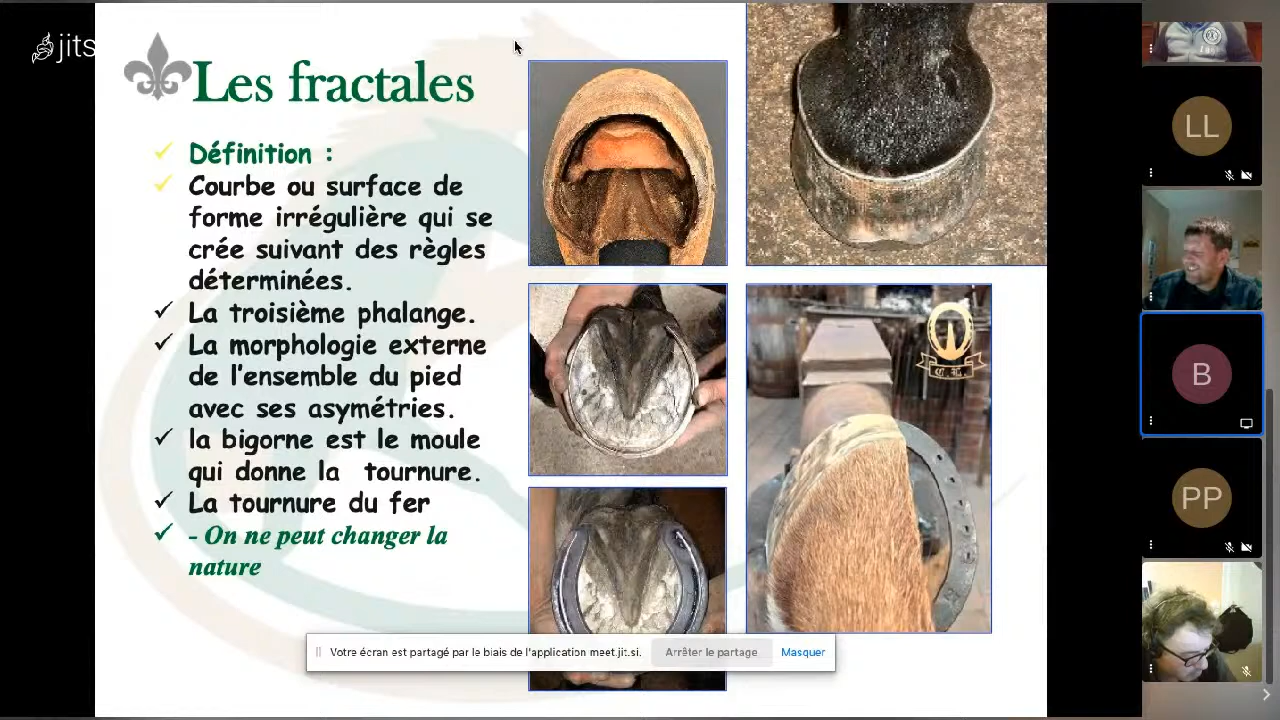 jits
Les fractales
Définition :
Courbe ou surface de
forme irrégulière qui se
crée suivant des règles
déterminées.
La troisième phalange.
La morphologie externe
de l'ensemble du pied
avec ses asymétries.
la bigorne est le moule
qui donne la tournure.
La tournure du fer
- On ne peut changer la
nature
Votre écran est partagé par le biais de l'application meet.jit.si.
Arrêter le partage
Masquer
LL
B
PP